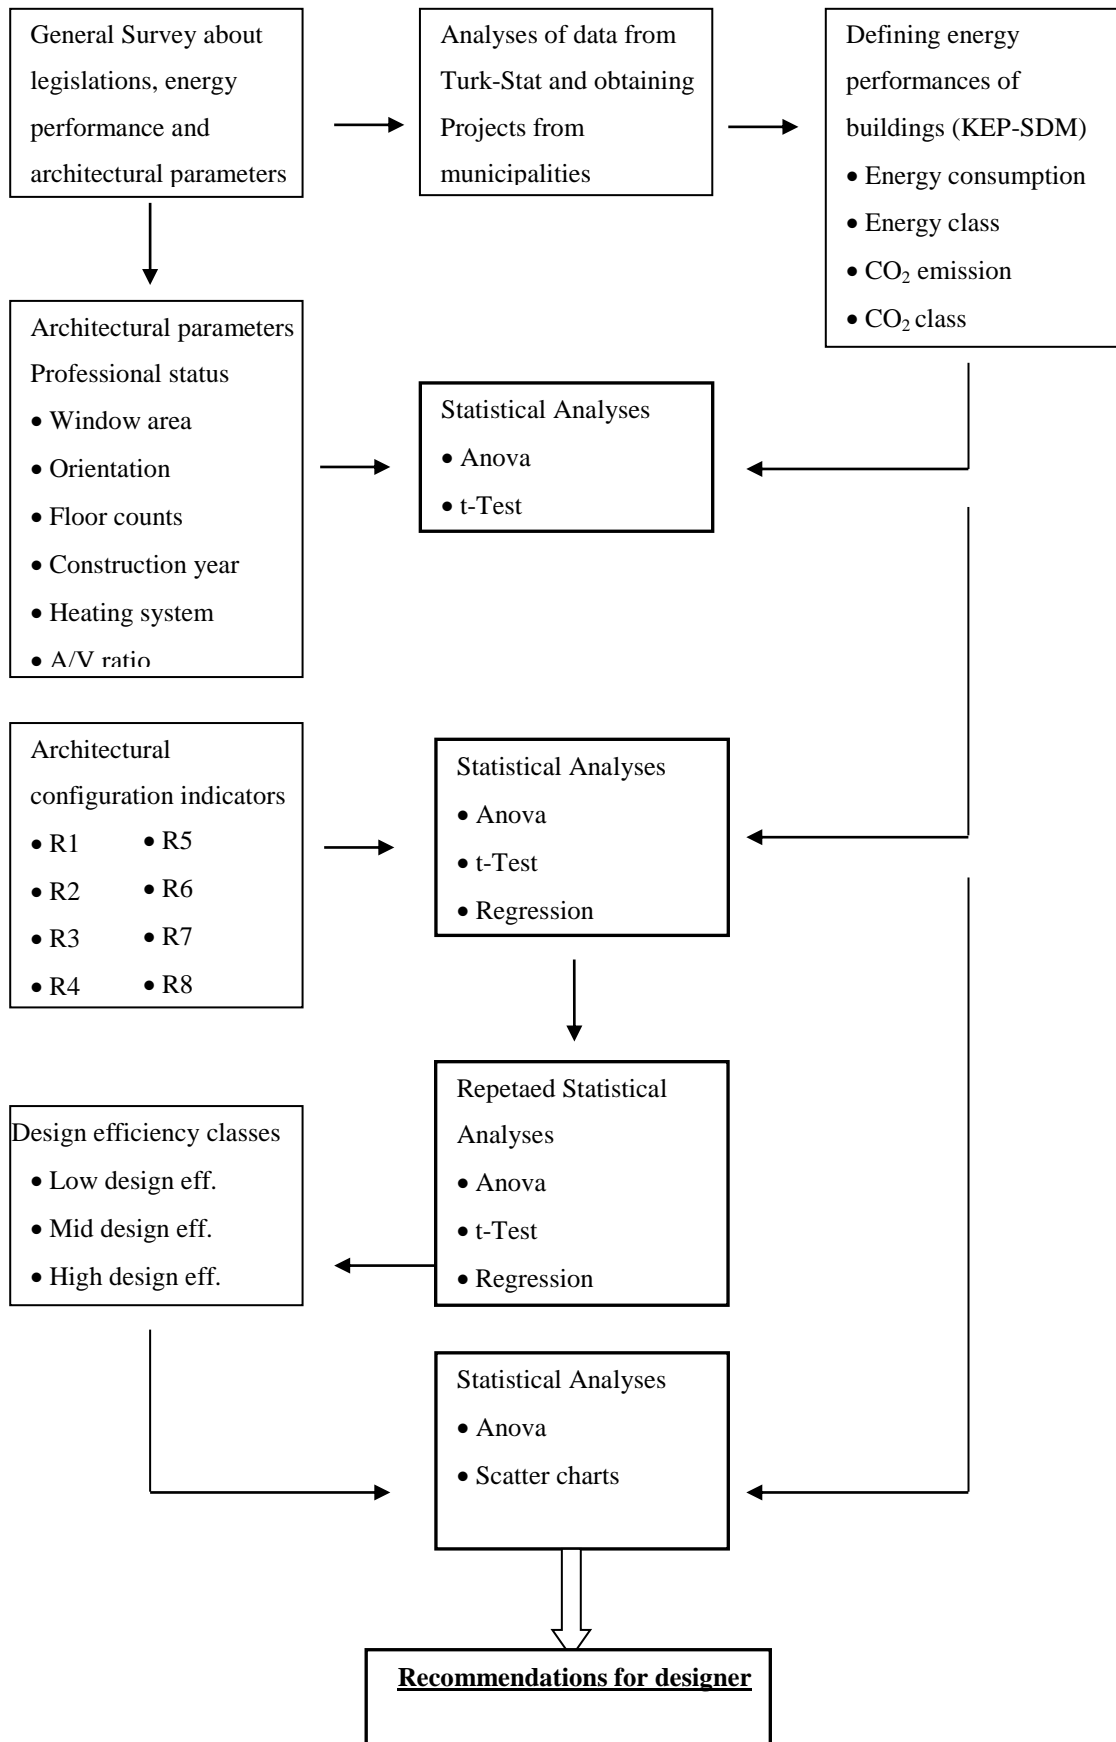 General Survey about
legislations, energy
performance and
architectural parameters
Analyses of data from
Turk-Stat and obtaining
Projects from
municipalities
Defining energy
performances of
buildings (KEP-SDM)
• Energy consumption
• Energy class
• CO₂ emission
• CO₂ class
Architectural parameters
Professional status
• Window area
• Orientation
• Floor counts
• Construction year
• Heating system
• A/V ratio
Statistical Analyses
• Anova
• t-Test
Architectural
configuration indicators
• R1
• R2
• R3
• R4
• R5
• R6
• R7
• R8
Statistical Analyses
• Anova
• t-Test
• Regression
Repetaed Statistical
Analyses
• Anova
• t-Test
• Regression
Design efficiency classes
• Low design eff.
• Mid design eff.
• High design eff.
Statistical Analyses
• Anova
• Scatter charts
Recommendations for designer